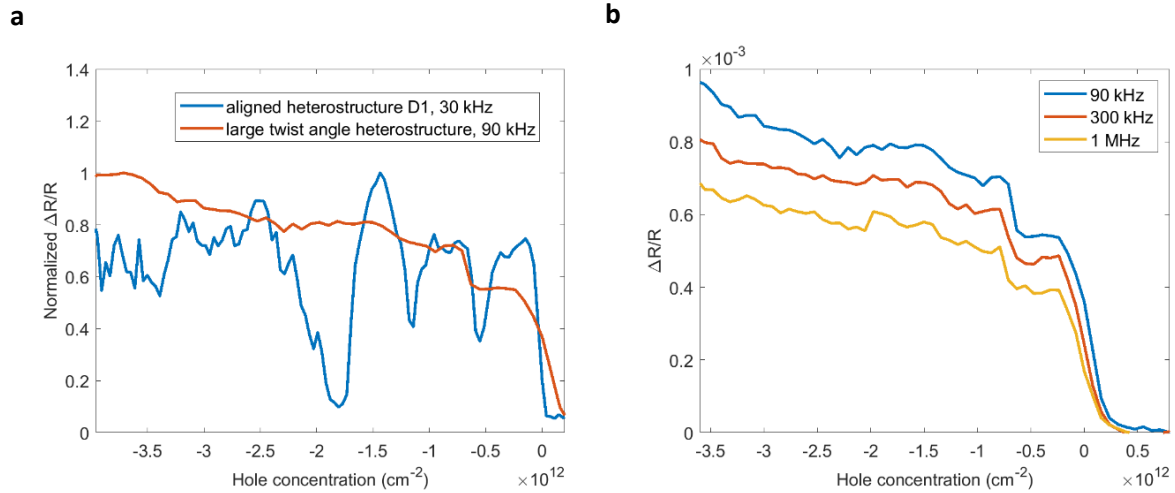 a
1.4
1.2
1
0.8
0.6
0.4
0.2
0
Normalized ΔR/R
aligned heterostructure D1, 30 kHz
large twist angle heterostructure, 90 kHz
-3.5 -3 -2.5 -2 -1.5 -1 -0.5 0
Hole concentration (cm⁻²) ×10¹²
b
×10⁻³
1
0.8
0.6
0.4
0.2
0
ΔR/R
90 kHz
300 kHz
1 MHz
-3.5 -3 -2.5 -2 -1.5 -1 -0.5 0 0.5
Hole concentration (cm⁻²) ×10¹²